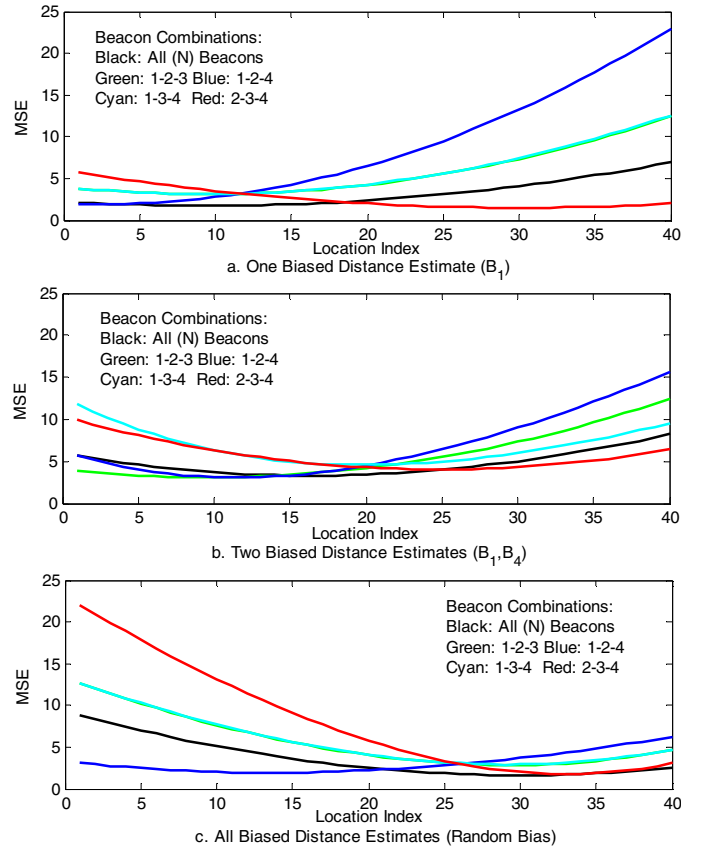 25
20
15
10
5
0
MSE
Beacon Combinations:
Black: All (N) Beacons
Green: 1-2-3 Blue: 1-2-4
Cyan: 1-3-4 Red: 2-3-4
0 5 10 15 20 25 30 35 40
Location Index
a. One Biased Distance Estimate (B1)
25
20
15
10
5
0
MSE
Beacon Combinations:
Black: All (N) Beacons
Green: 1-2-3 Blue: 1-2-4
Cyan: 1-3-4 Red: 2-3-4
0 5 10 15 20 25 30 35 40
Location Index
b. Two Biased Distance Estimates (B1,B4)
25
20
15
10
5
0
MSE
Beacon Combinations:
Black: All (N) Beacons
Green: 1-2-3 Blue: 1-2-4
Cyan: 1-3-4 Red: 2-3-4
0 5 10 15 20 25 30 35 40
Location Index
c. All Biased Distance Estimates (Random Bias)